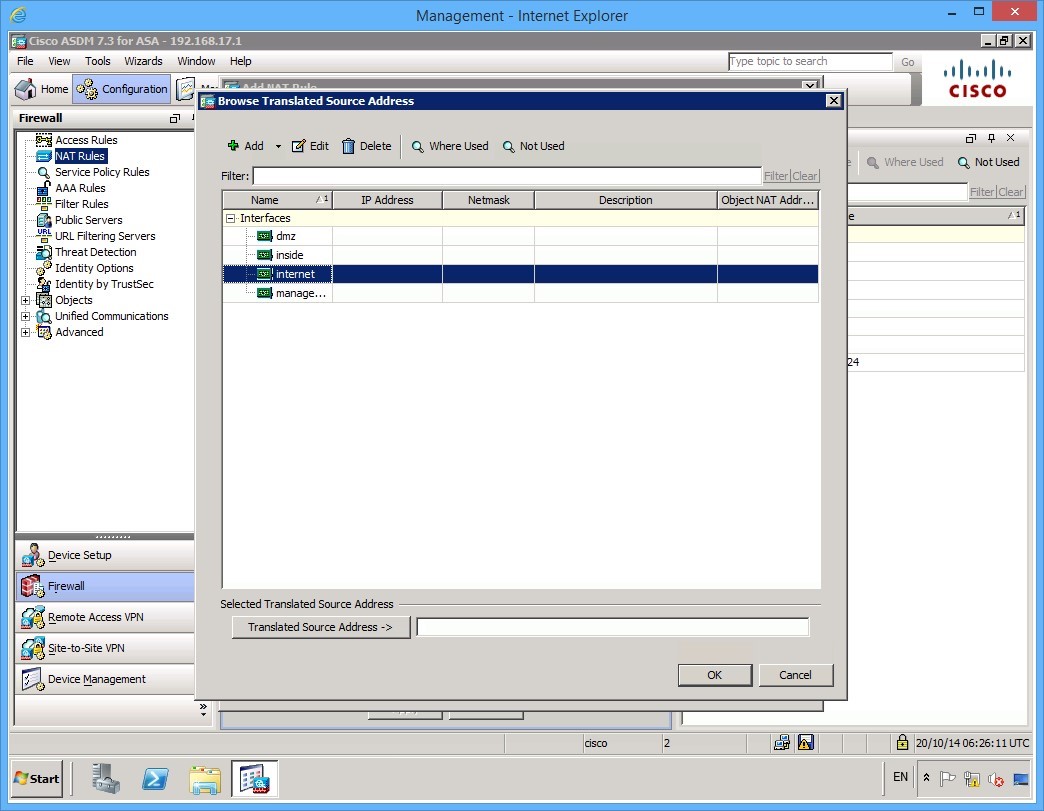 Management - Internet Explorer
Cisco ASDM 7.3 for ASA - 192.168.17.1
File View Tools Wizards Window Help
Type topic to search Go
CISCO
Home Configuration
Add NAT Rule
Firewall
Browse Translated Source Address
Access Rules
NAT Rules
Service Policy Rules
AAA Rules
Filter Rules
Public Servers
URL Filtering Servers
Threat Detection
Identity Options
Identity by TrustSec
Objects
Unified Communications
Advanced
Add Edit Delete Where Used Not Used
Filter: Filter Clear
Name 1 IP Address Netmask Description Object NAT Addr...
Interfaces
dmz
inside
internet
manage...
Where Used Not Used
Filter Clear
1
24
Device Setup
Firewall
Remote Access VPN
Site-to-Site VPN
Device Management
Selected Translated Source Address
Translated Source Address ->
OK Cancel
cisco 2 20/10/14 06:26:11 UTC
Start EN